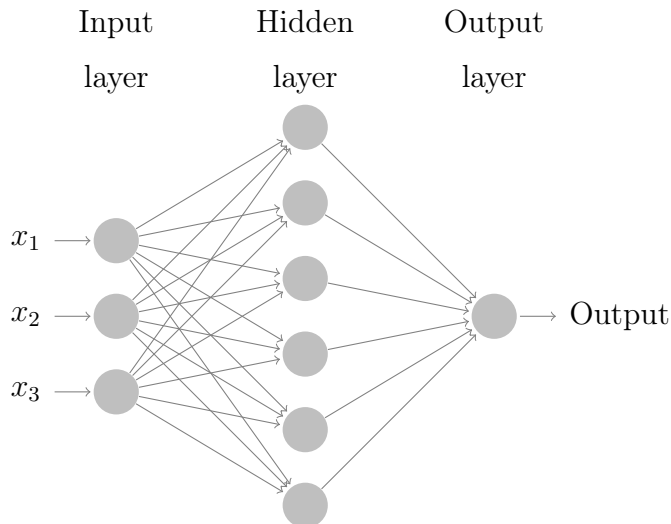 Input Hidden Output
layer layer layer
x₁
x₂
x₃
Output